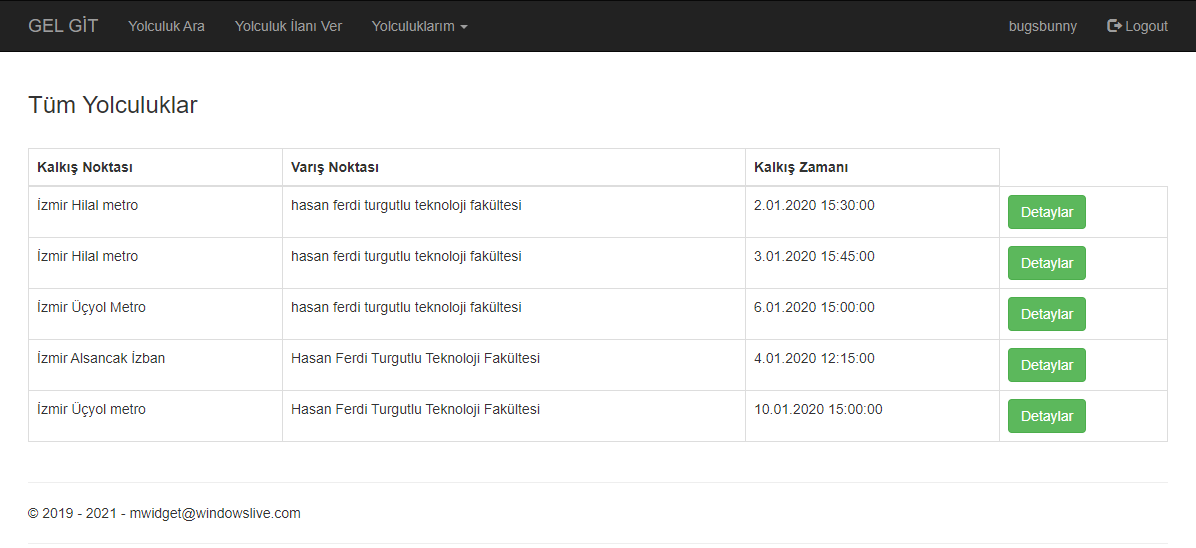 GEL GİT Yolculuk Ara Yolculuk İlanı Ver Yolculuklarım bugsbunny Logout
Tüm Yolculuklar
Kalkış Noktası Varış Noktası Kalkış Zamanı
İzmir Hilal metro hasan ferdi turgutlu teknoloji fakültesi 2.01.2020 15:30:00 Detaylar
İzmir Hilal metro hasan ferdi turgutlu teknoloji fakültesi 3.01.2020 15:45:00 Detaylar
İzmir Üçyol Metro hasan ferdi turgutlu teknoloji fakültesi 6.01.2020 15:00:00 Detaylar
İzmir Alsancak İzban Hasan Ferdi Turgutlu Teknoloji Fakültesi 4.01.2020 12:15:00 Detaylar
İzmir Üçyol metro Hasan Ferdi Turgutlu Teknoloji Fakültesi 10.01.2020 15:00:00 Detaylar
© 2019 - 2021 - mwidget@windowslive.com